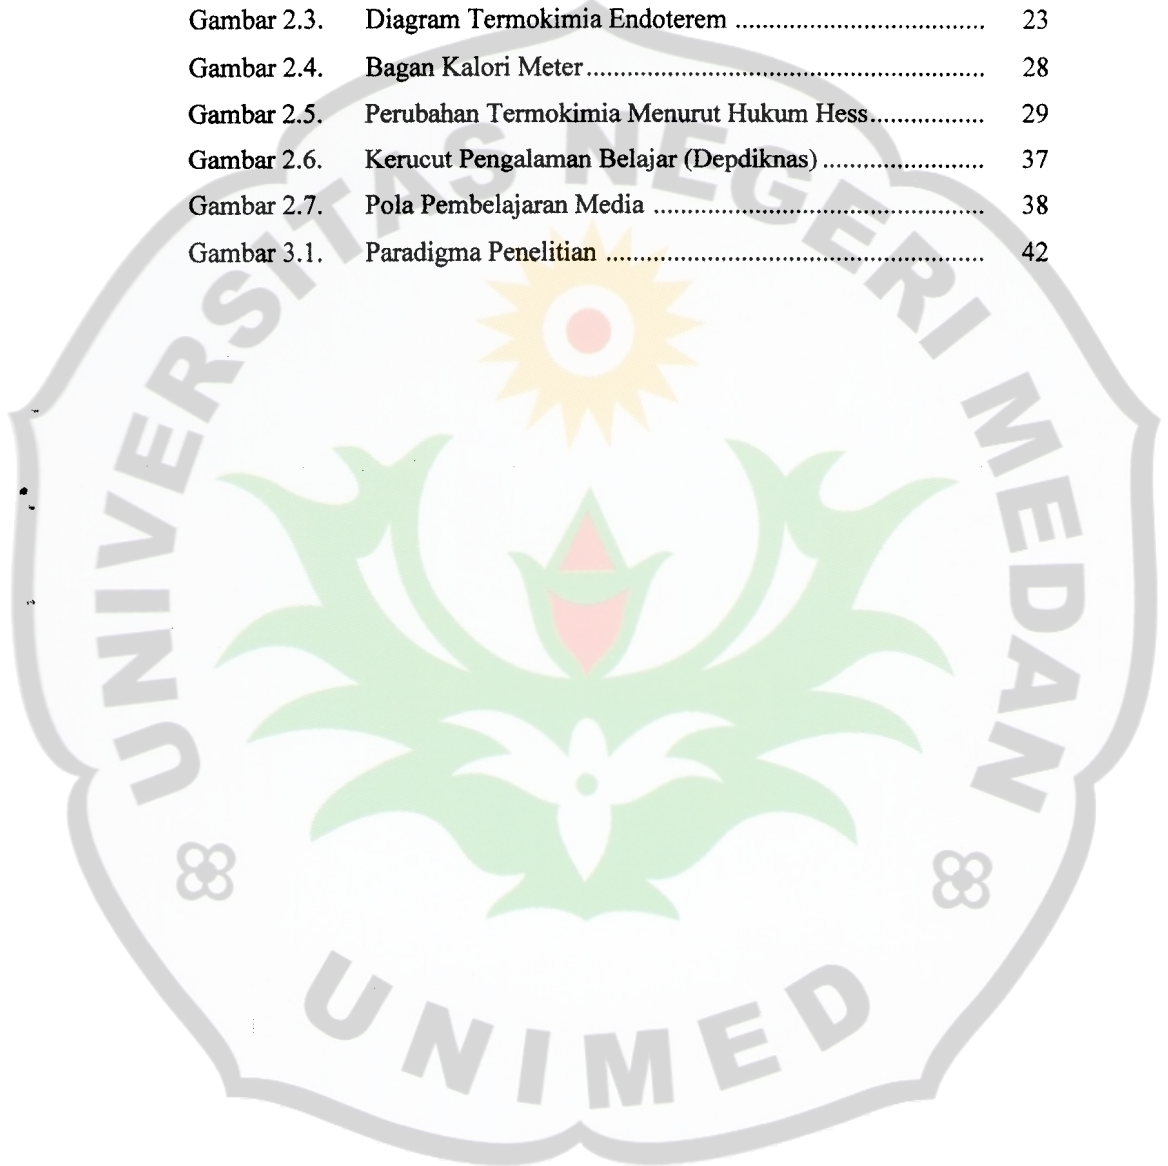 Gambar 2.3. Diagram Termokimia Endoterem ..................................... 23
Gambar 2.4. Bagan Kalori Meter ........................................................... 28
Gambar 2.5. Perubahan Termokimia Menurut Hukum Hess................. 29
Gambar 2.6. Kerucut Pengalaman Belajar (Depdiknas) ........................ 37
Gambar 2.7. Pola Pembelajaran Media ................................................. 38
Gambar 3.1. Paradigma Penelitian ........................................................ 42
UNIVERSITAS NEGERI MEDAN
UNIMED